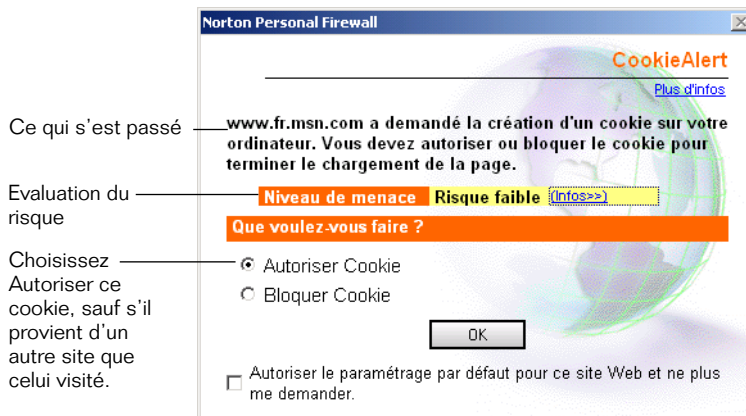 Norton Personal Firewall
CookieAlert
Plus d'infos
Ce qui s'est passé
www.fr.msn.com a demandé la création d'un cookie sur votre
ordinateur. Vous devez autoriser ou bloquer le cookie pour
terminer le chargement de la page.
Evaluation du
risque
Niveau de menace Risque faible (Infos>>)
Que voulez-vous faire ?
Choisissez
Autoriser ce
cookie, sauf s'il
provient d'un
autre site que
celui visité.
Autoriser Cookie
Bloquer Cookie
OK
Autoriser le paramétrage par défaut pour ce site Web et ne plus
me demander.